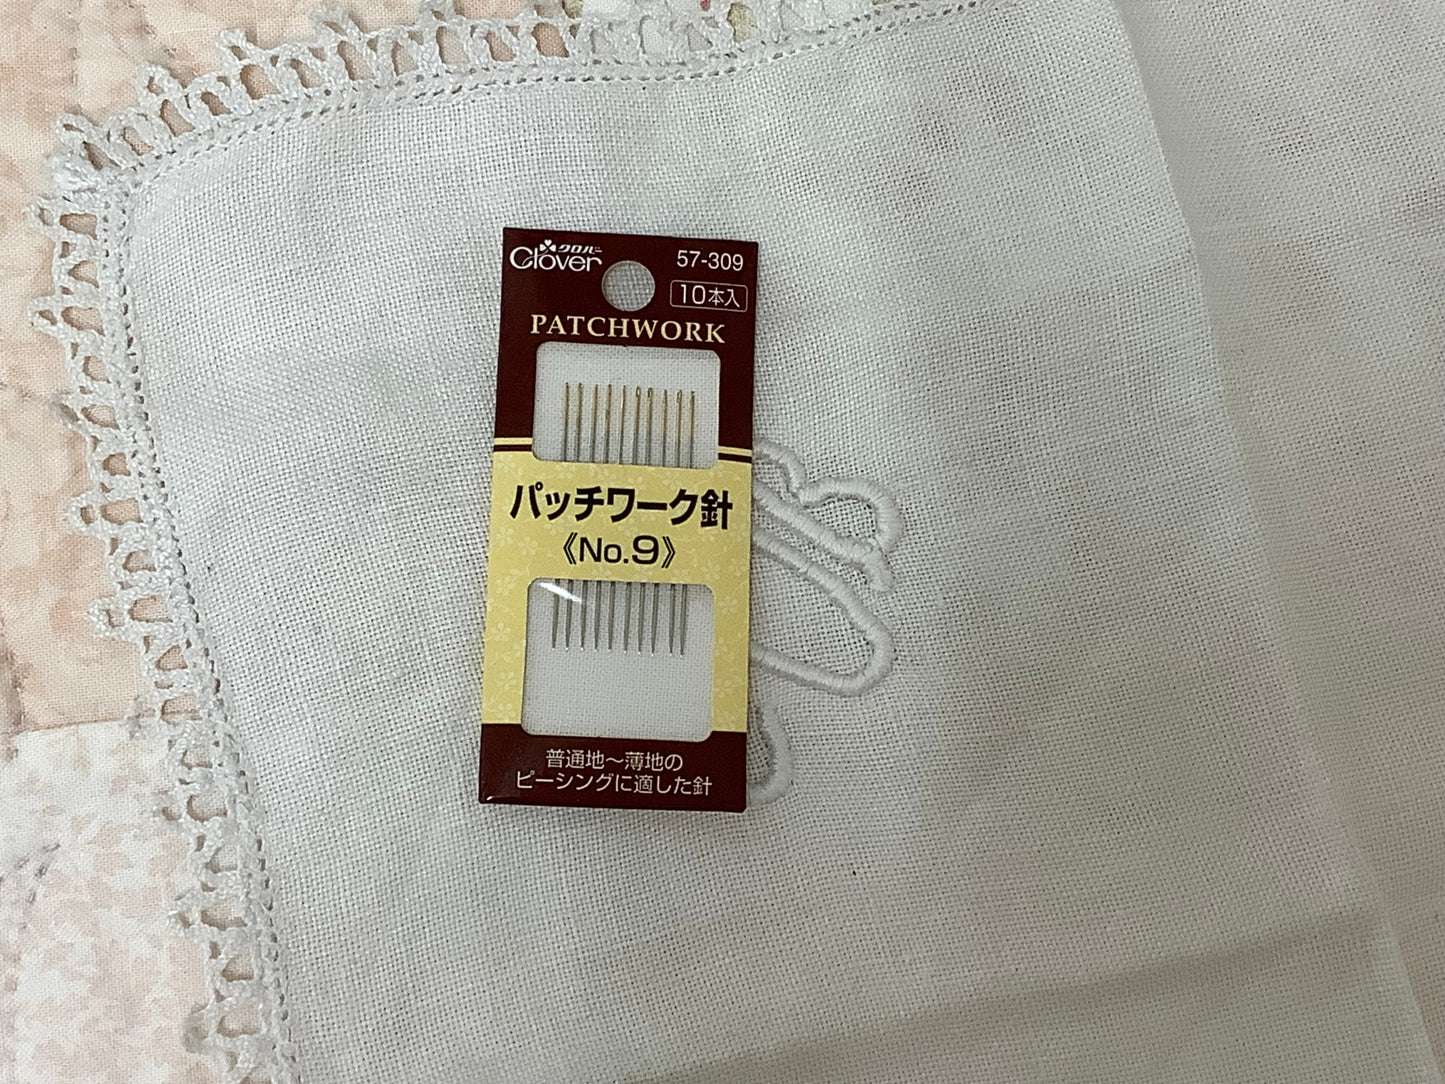 クロバー
Clover
57-309
10本入
PATCHWORK
パッチワーク針
《No.9》
普通地～薄地の
ピーシングに適した針